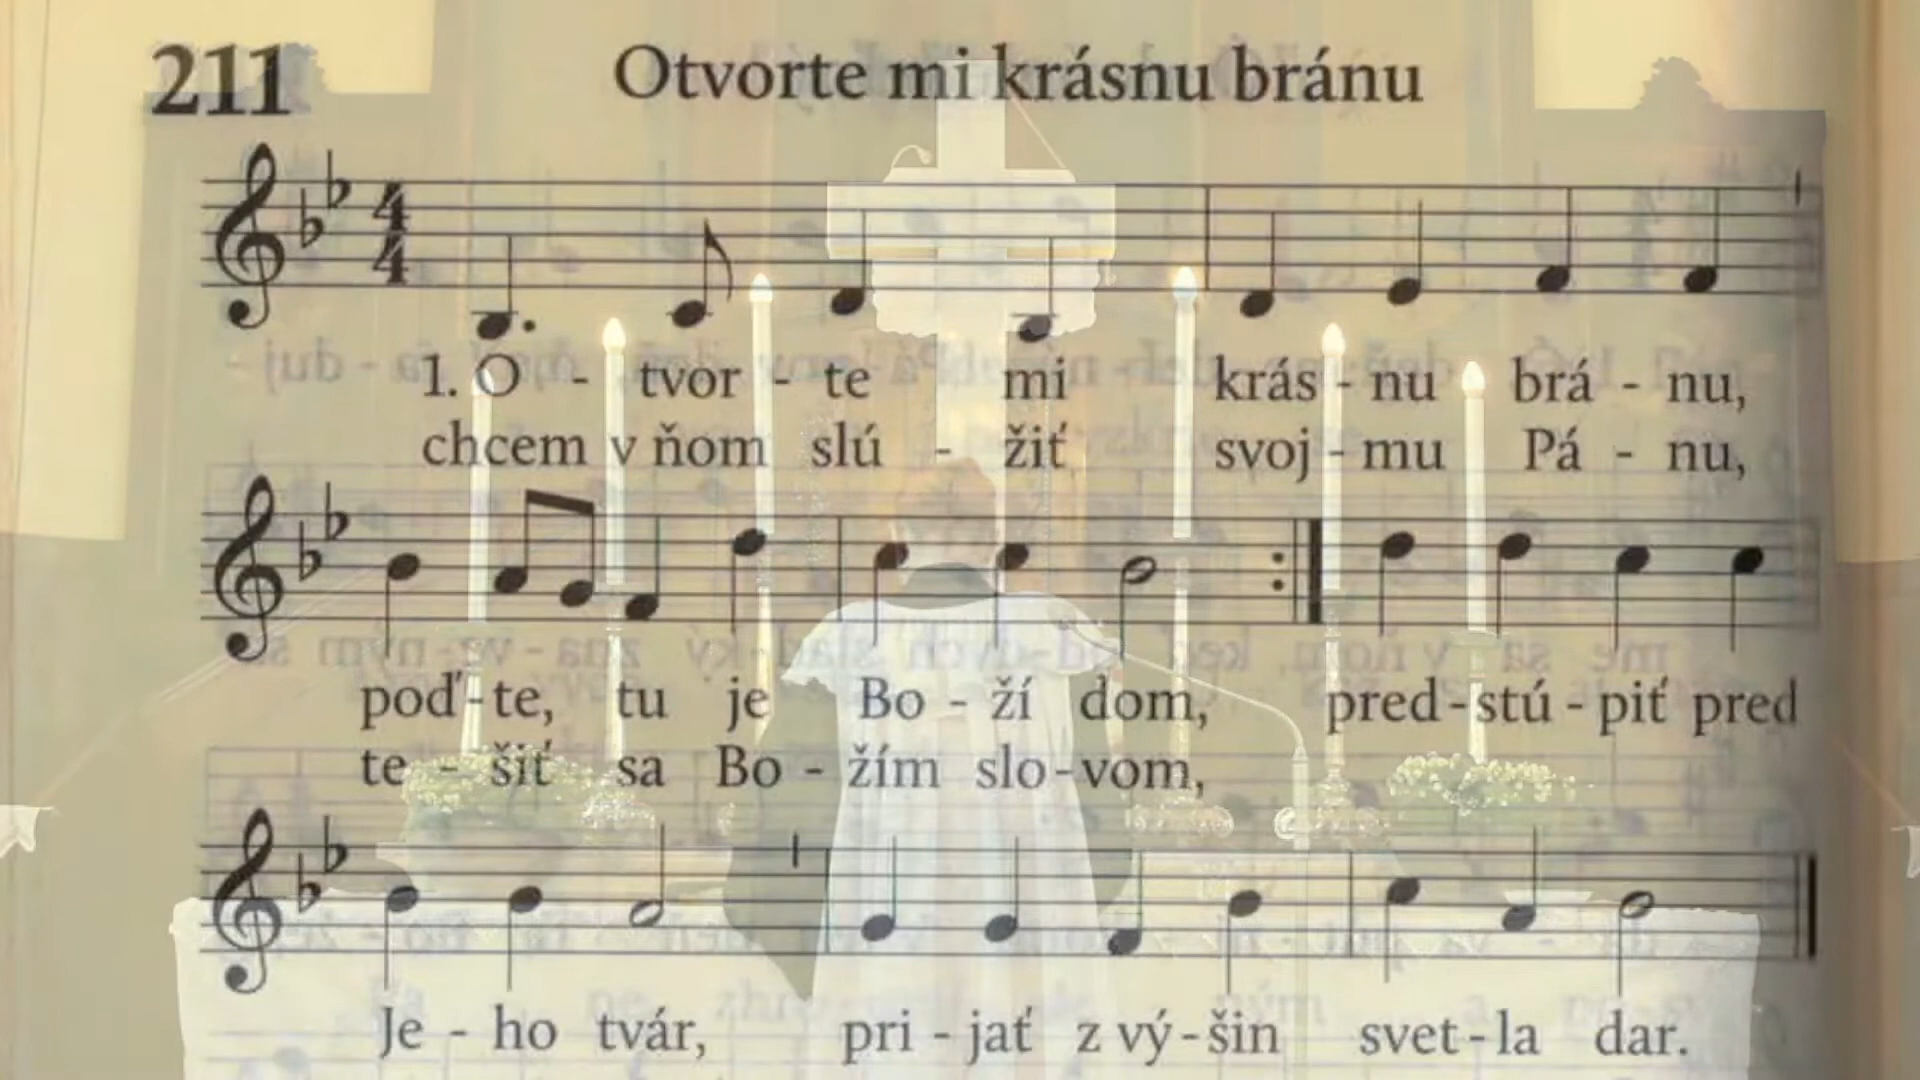 211
Otvorte mi krásnu bránu
1. O - tvor - te mi krás - nu brá - nu,
chcem v ňom slú - žiť svoj - mu Pá - nu,
poď - te, tu je Bo - ží dom, pred - stú - piť pred
te - šiť sa Bo - žím slo - vom,
Je - ho tvár, pri - jať z vý - šin svet - la dar.